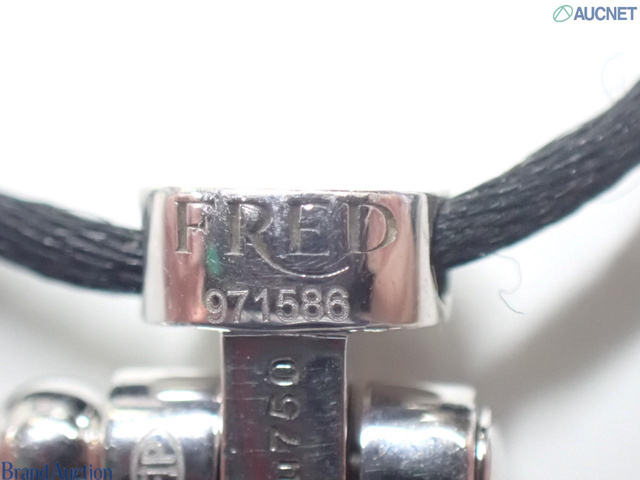 AUCNET
FRED
971586
750
Brand Auction